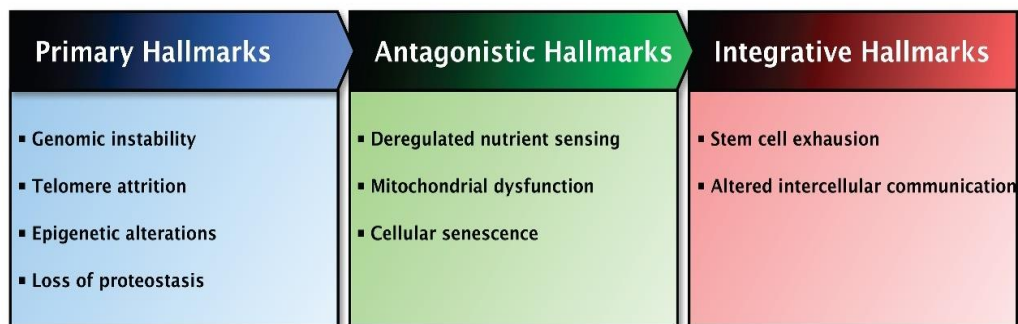 Primary Hallmarks
▪ Genomic instability
▪ Telomere attrition
▪ Epigenetic alterations
▪ Loss of proteostasis
Antagonistic Hallmarks
▪ Deregulated nutrient sensing
▪ Mitochondrial dysfunction
▪ Cellular senescence
Integrative Hallmarks
▪ Stem cell exhausion
▪ Altered intercellular communication